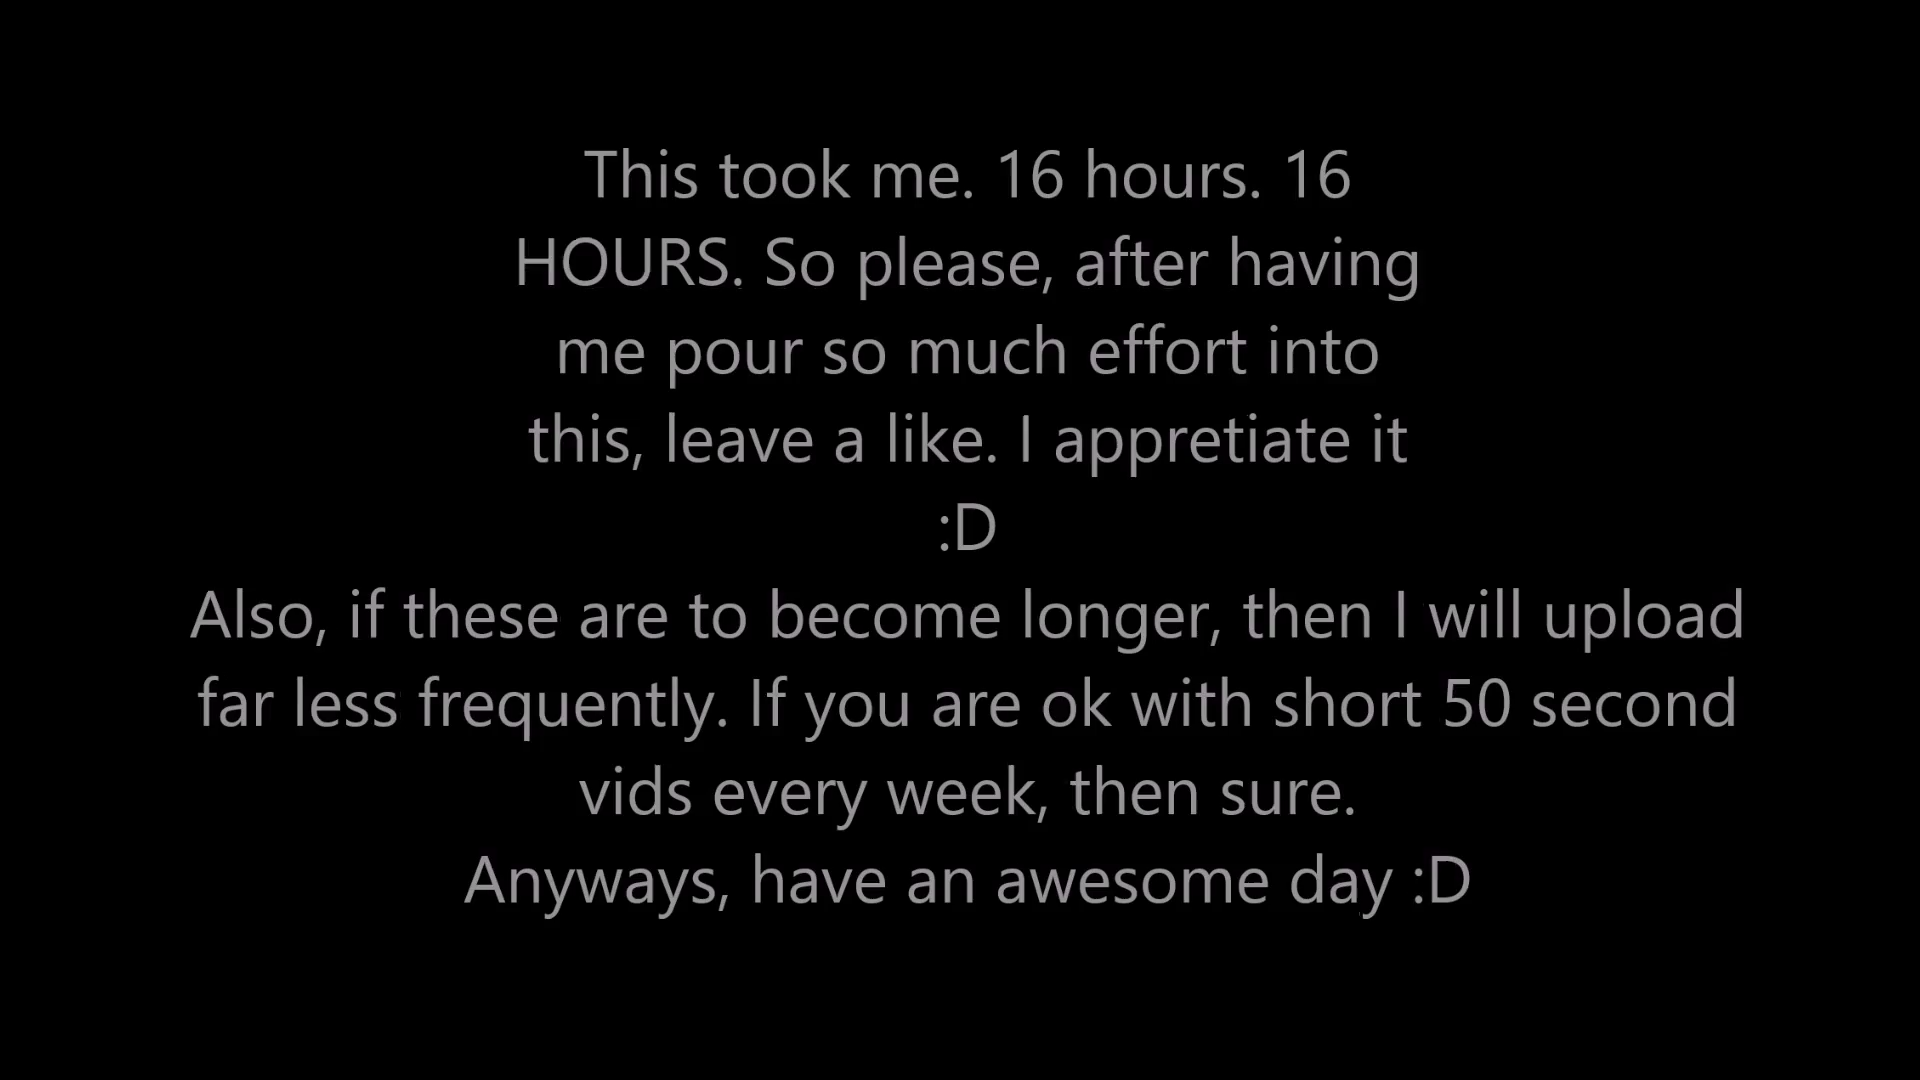 This took me. 16 hours. 16
HOURS. So please, after having
me pour so much effort into
this, leave a like. I appretiate it
:D
Also, if these are to become longer, then I will upload
far less frequently. If you are ok with short 50 second
vids every week, then sure.
Anyways, have an awesome day :D